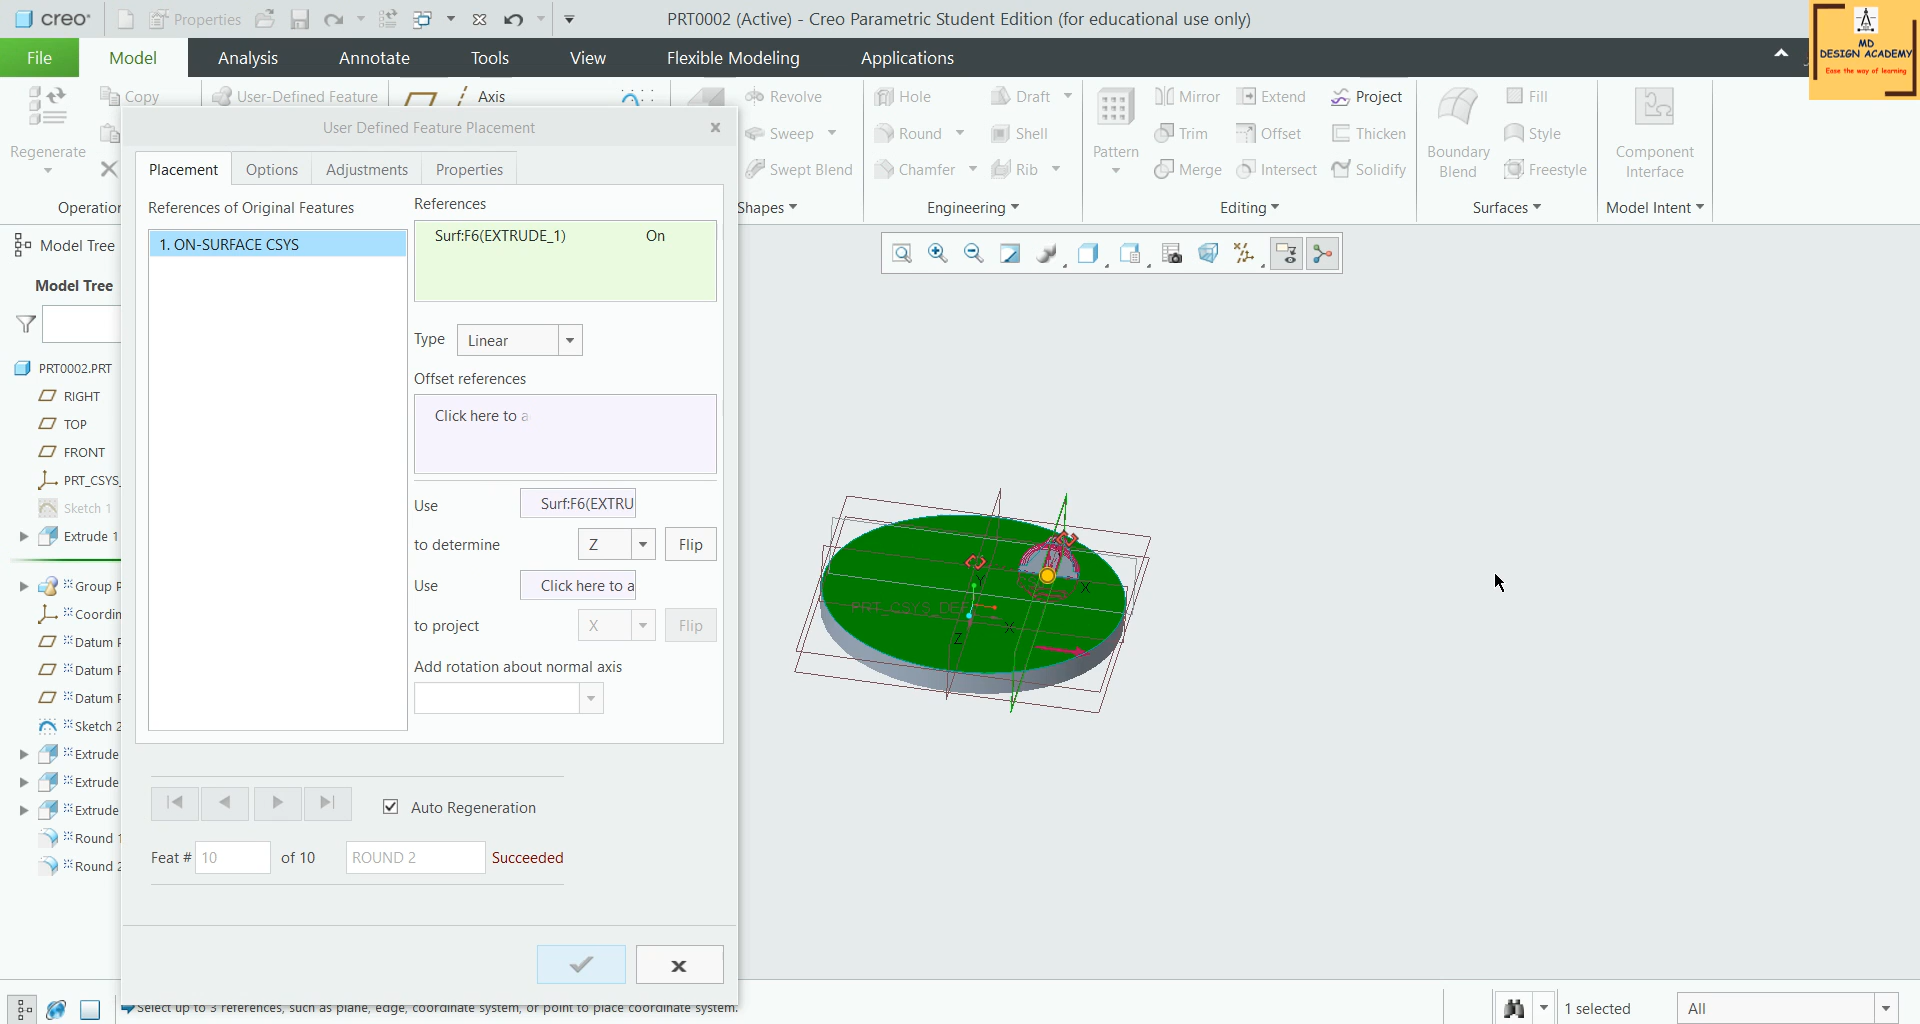 creo
Properties
PRT0002 (Active) - Creo Parametric Student Edition (for educational use only)
MD
DESIGN ACADEMY
Ease the way of learning
File
Model
Analysis
Annotate
Tools
View
Flexible Modeling
Applications
Copy
User-Defined Feature
Axis
Revolve
Hole
Draft
Mirror
Extend
Project
Fill
Sweep
Round
Shell
Trim
Offset
Thicken
Style
Regenerate
Pattern
Boundary
Blend
Component
Interface
Swept Blend
Chamfer
Rib
Merge
Intersect
Solidify
Freestyle
Shapes
Engineering
Editing
Surfaces
Model Intent
User Defined Feature Placement
Placement
Options
Adjustments
Properties
References of Original Features
1. ON-SURFACE CSYS
References
Surf:F6(EXTRUDE_1)
On
Type
Linear
Offset references
Click here to a
Use
Surf:F6(EXTRU
to determine
Z
Flip
Use
Click here to a
to project
X
Flip
Add rotation about normal axis
Auto Regeneration
Feat #
10
of 10
ROUND 2
Succeeded
Model Tree
Model Tree
PRT0002.PRT
RIGHT
TOP
FRONT
PRT_CSYS_
Sketch 1
Extrude 1
Group
Coordin
Datum
Datum
Datum
Sketch 2
Extrude
Extrude
Extrude
Round 1
Round 2
PRT_CSYS_DEF
Y
X
X
Z
Select up to 3 references, such as plane, edge, coordinate system, or point to place coordinate system.
1 selected
All